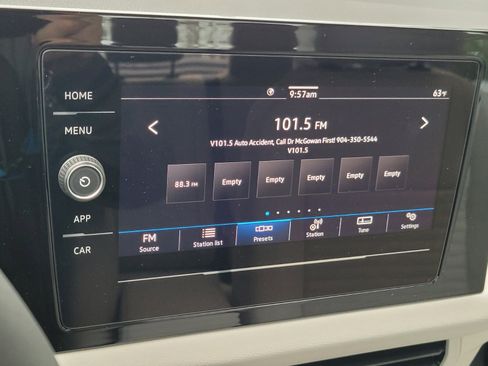 HOME
MENU
APP
CAR
9:57am
63°F
101.5 FM
V101.5 Auto Accident, Call Dr McGowan First! 904-350-5544
V101.5
88.3 FM
Empty
Empty
Empty
Empty
Empty
FM
Source
Station list
Presets
Station
Tune
Settings